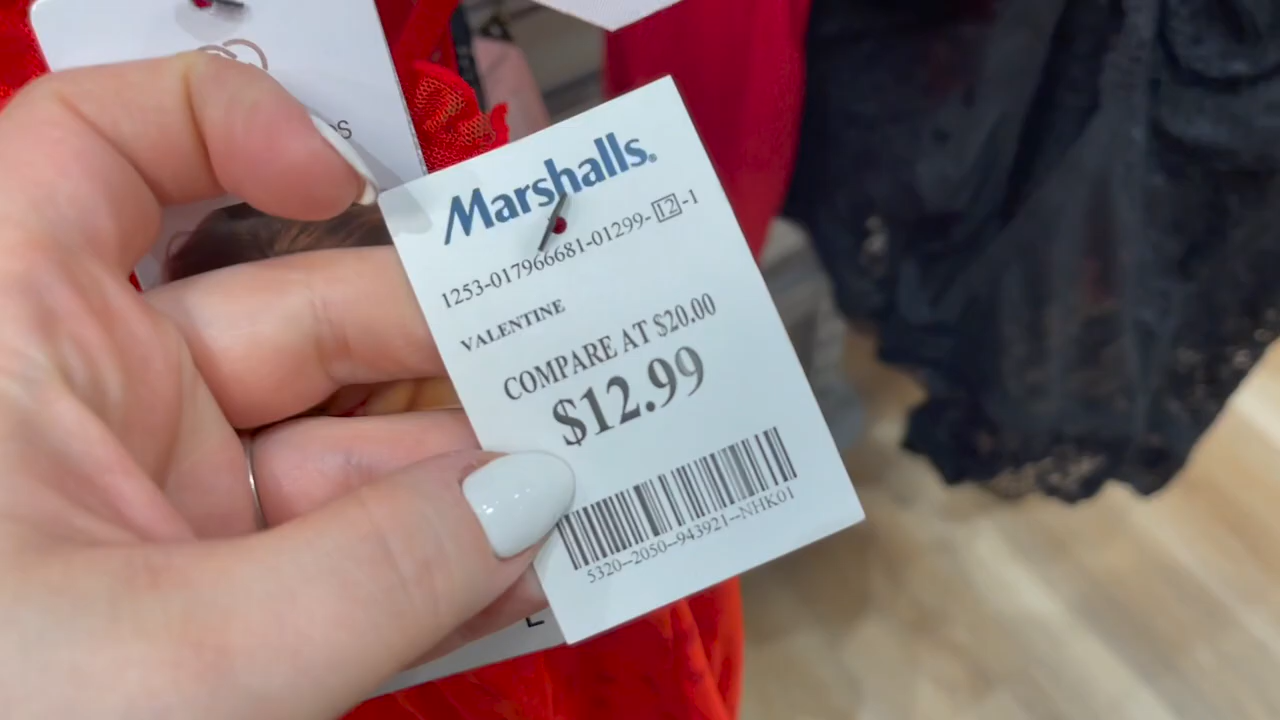 Marshalls®
1253-017966681-01299-12-1
VALENTINE
COMPARE AT $20.00
$12.99
5320--2050--943921--NHK01
L